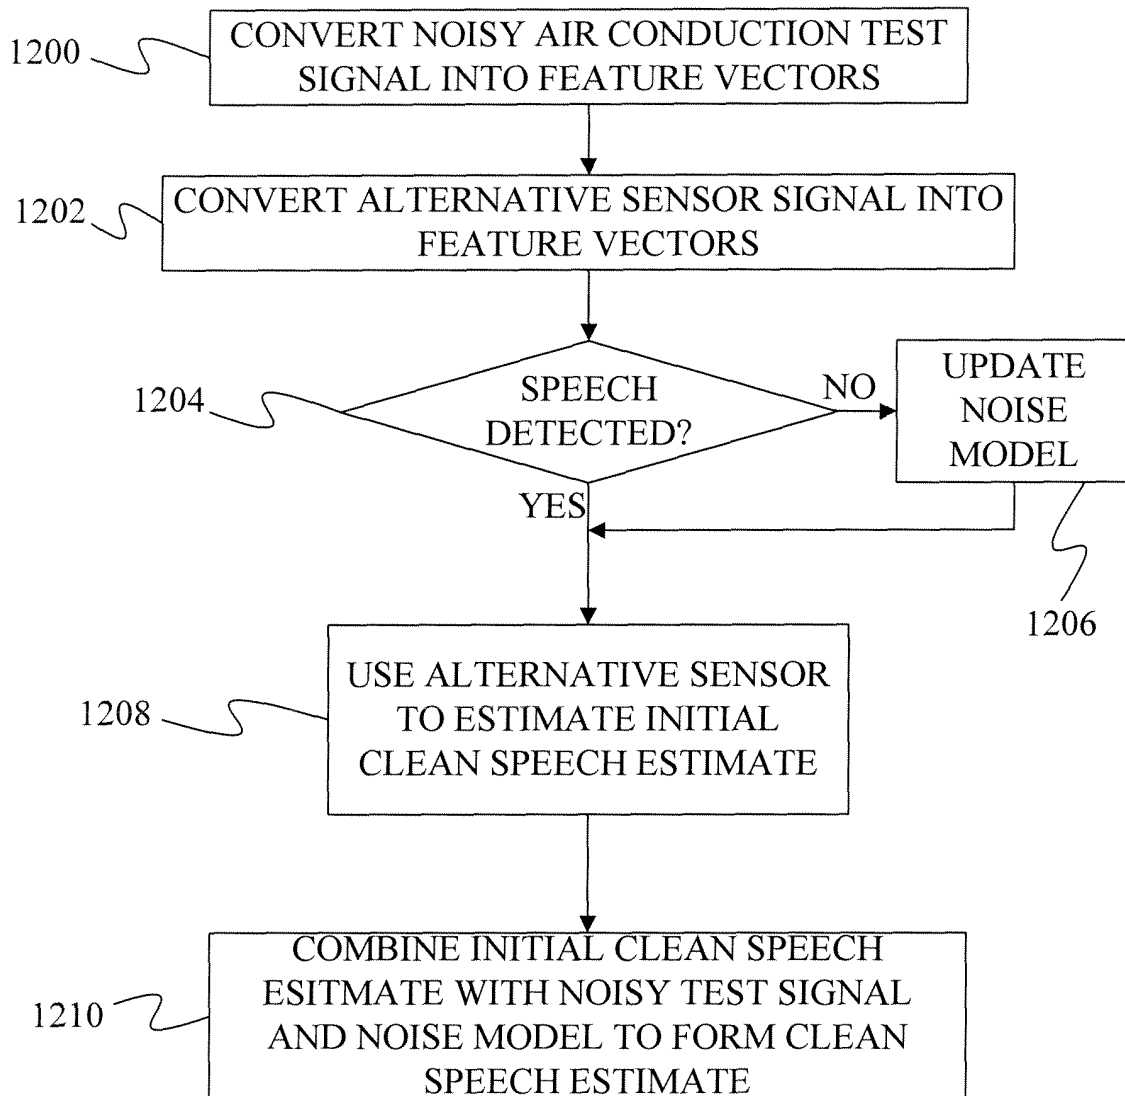 1200
CONVERT NOISY AIR CONDUCTION TEST
SIGNAL INTO FEATURE VECTORS
1202
CONVERT ALTERNATIVE SENSOR SIGNAL INTO
FEATURE VECTORS
1204
SPEECH
DETECTED?
NO
UPDATE
NOISE
MODEL
YES
1206
1208
USE ALTERNATIVE SENSOR
TO ESTIMATE INITIAL
CLEAN SPEECH ESTIMATE
1210
COMBINE INITIAL CLEAN SPEECH
ESITMATE WITH NOISY TEST SIGNAL
AND NOISE MODEL TO FORM CLEAN
SPEECH ESTIMATE